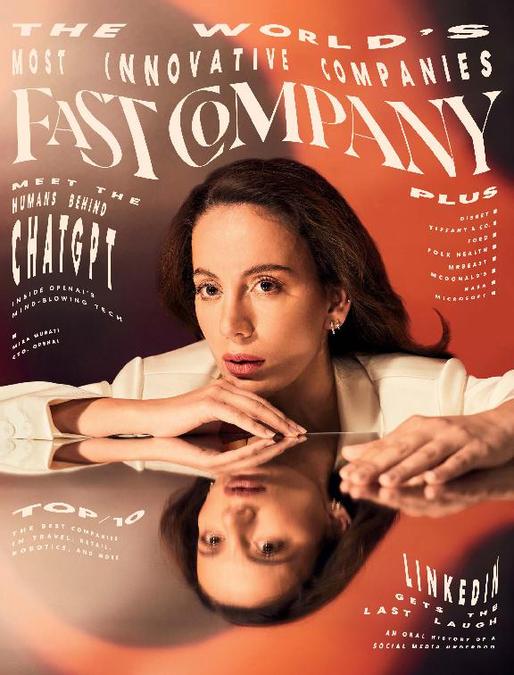 THE WORLD'S
MOST INNOVATIVE COMPANIES
FAST COMPANY
MEET THE
HUMANS BEHIND
CHATGPT
INSIDE OPENAI'S
MIND-BLOWING TECH
MIRA MURATI
CTO, OPENAI
PLUS
DISNEY
TIFFANY & CO.
FORD
FOLX HEALTH
MRBEAST
MCDONALD'S
NASA
MICROSOFT
TOP/10
THE BEST COMPANIES
IN TRAVEL, RETAIL,
ROBOTICS, AND MORE
LINKEDIN
GETS THE
LAST LAUGH
AN ORAL HISTORY OF A
SOCIAL MEDIA UNDERDOG